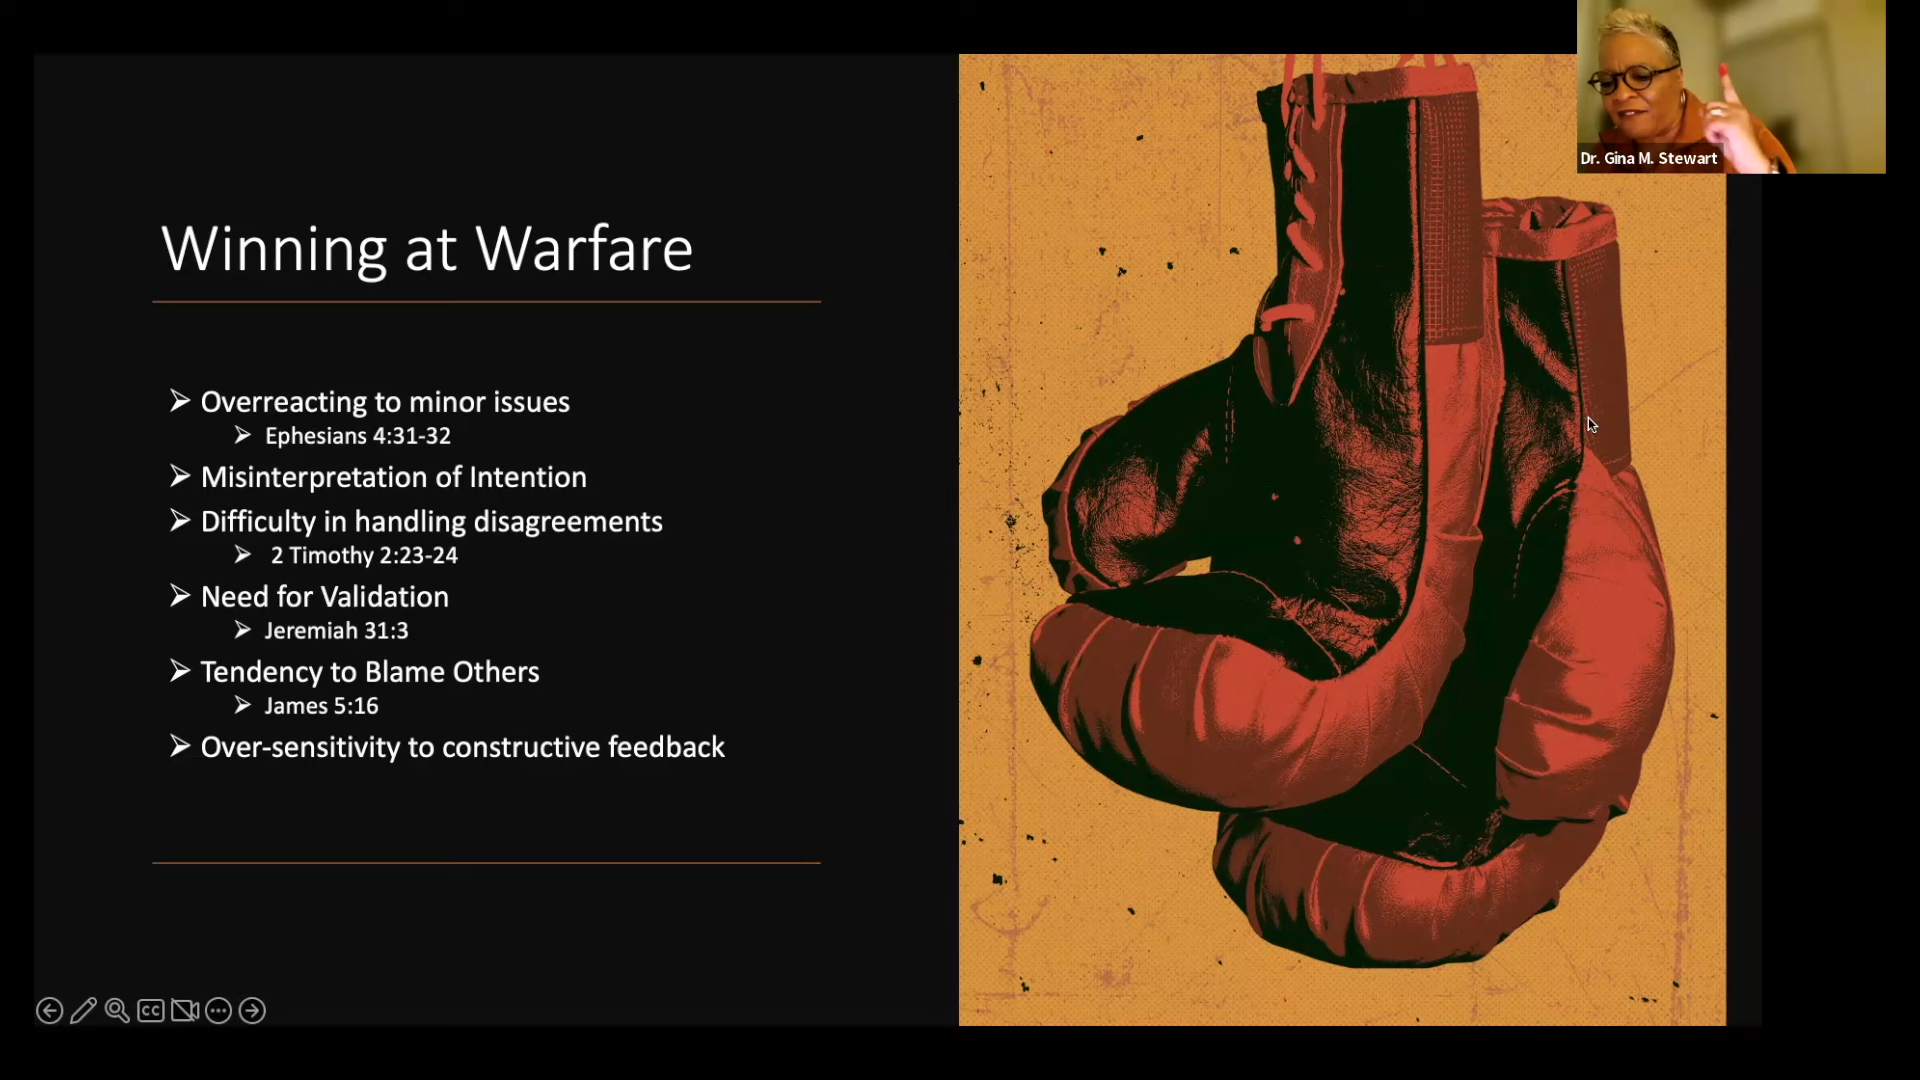 Dr. Gina M. Stewart
Winning at Warfare
Overreacting to minor issues
Ephesians 4:31-32
Misinterpretation of Intention
Difficulty in handling disagreements
2 Timothy 2:23-24
Need for Validation
Jeremiah 31:3
Tendency to Blame Others
James 5:16
Over-sensitivity to constructive feedback
CC